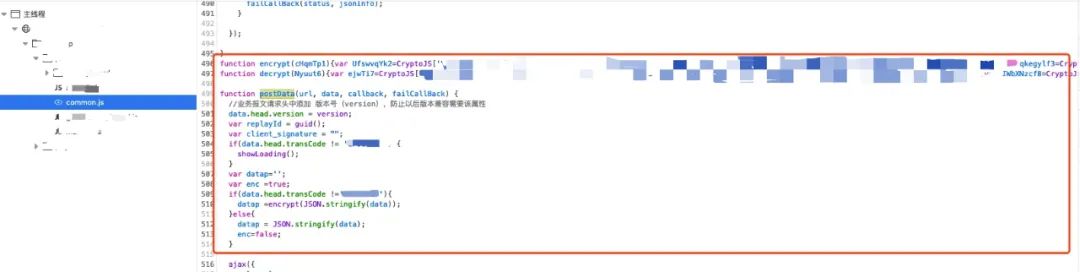 主线程
JS
common.js
490 failCallBack(status, jsonInfo);
491 }
492
493 });
494
495 }
496 function encrypt(cHqmTp1){var UfswvqYk2=CryptoJS['\ qkegylf3=Cryp
497 function decrypt(Nyuut6){var ejwTi7=CryptoJS[ IWbXNzcf8=CryptoJ
498
499 function postData(url, data, callback, failCallBack) {
500 //业务报文请求头中添加 版本号（version），防止以后版本兼容需要该属性
501 data.head.version = version;
502 var replayId = guid();
503 var client_signature = "";
504 if(data.head.transCode != ' {
505 showLoading();
506 }
507 var datap='';
508 var enc =true;
509 if(data.head.transCode != '){
510 datap =encrypt(JSON.stringify(data));
511 }else{
512 datap = JSON.stringify(data);
513 enc=false;
514 }
515
516 ajax({